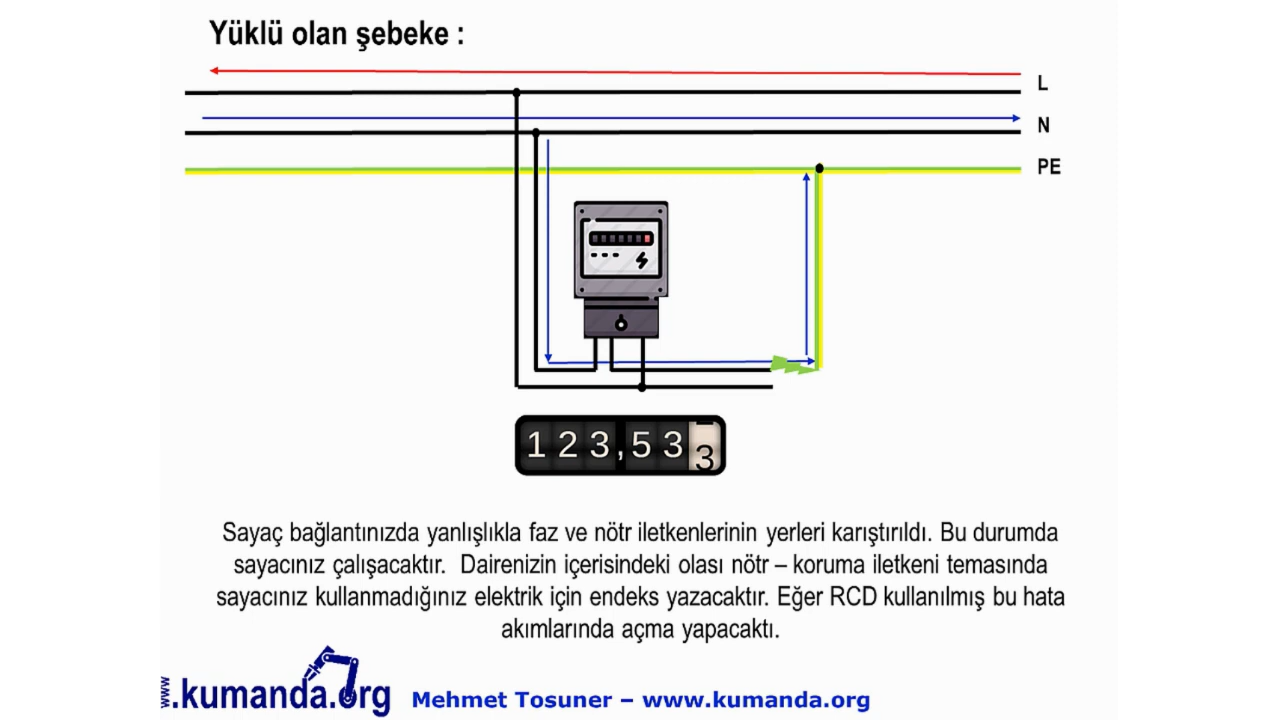 Yüklü olan şebeke :
L
N
PE
123,533
Sayaç bağlantınızda yanlışlıkla faz ve nötr iletkenlerinin yerleri karıştırıldı. Bu durumda
sayacınız çalışacaktır. Dairenizin içerisindeki olası nötr – koruma iletkeni temasında
sayacınız kullanmadığınız elektrik için endeks yazacaktır. Eğer RCD kullanılmış bu hata
akımlarında açma yapacaktı.
www.kumanda.org
Mehmet Tosuner – www.kumanda.org